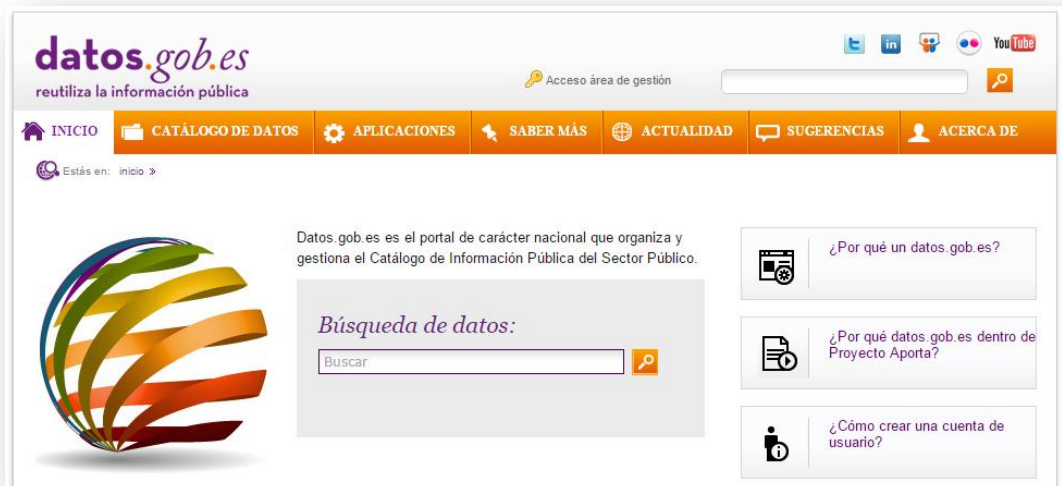 datos.gob.es
reutiliza la información pública
Acceso área de gestión
You Tube
INICIO
CATÁLOGO DE DATOS
APLICACIONES
SABER MÁS
ACTUALIDAD
SUGERENCIAS
ACERCA DE
Estás en: inicio »
Datos.gob.es es el portal de carácter nacional que organiza y
gestiona el Catálogo de Información Pública del Sector Público.
Búsqueda de datos:
Buscar
¿Por qué un datos.gob.es?
¿Por qué datos.gob.es dentro de
Proyecto Aporta?
¿Cómo crear una cuenta de
usuario?